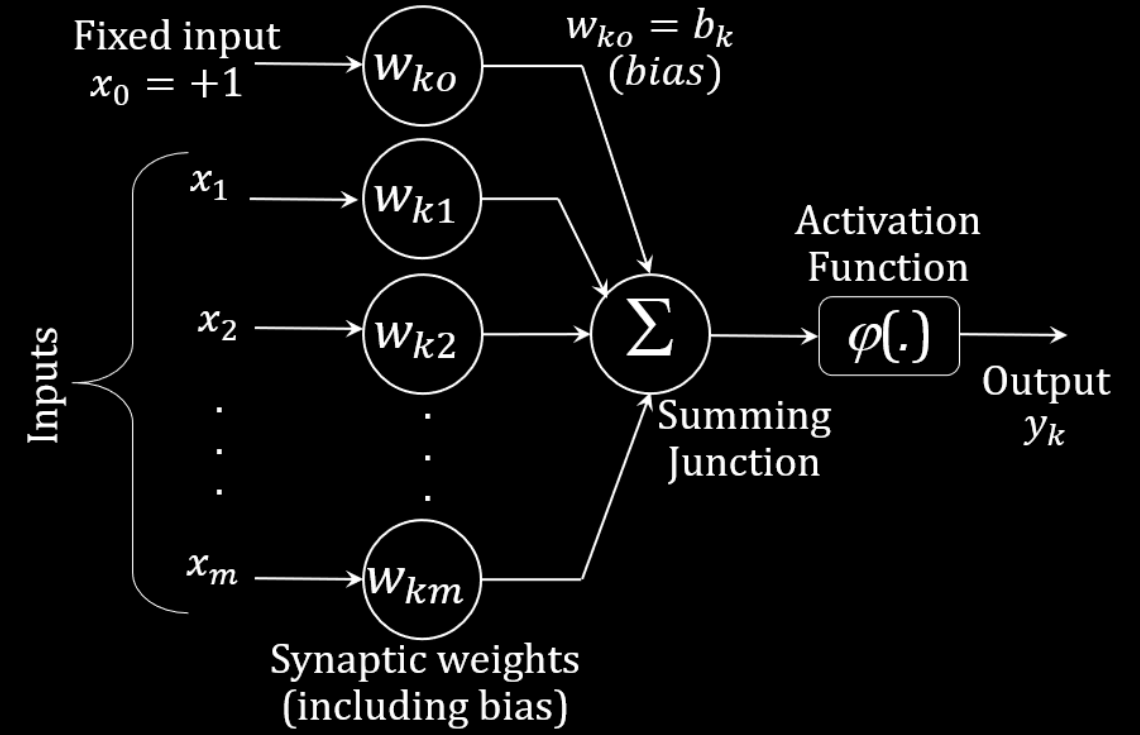 Fixed input
x₀ = +1
wₖₒ
wₖₒ = bₖ
(bias)
Inputs
x₁
wₖ₁
x₂
wₖ₂
.
.
.
.
.
.
xₘ
wₖₘ
Σ
Summing
Junction
Activation
Function
φ(.)
Output
yₖ
Synaptic weights
(including bias)